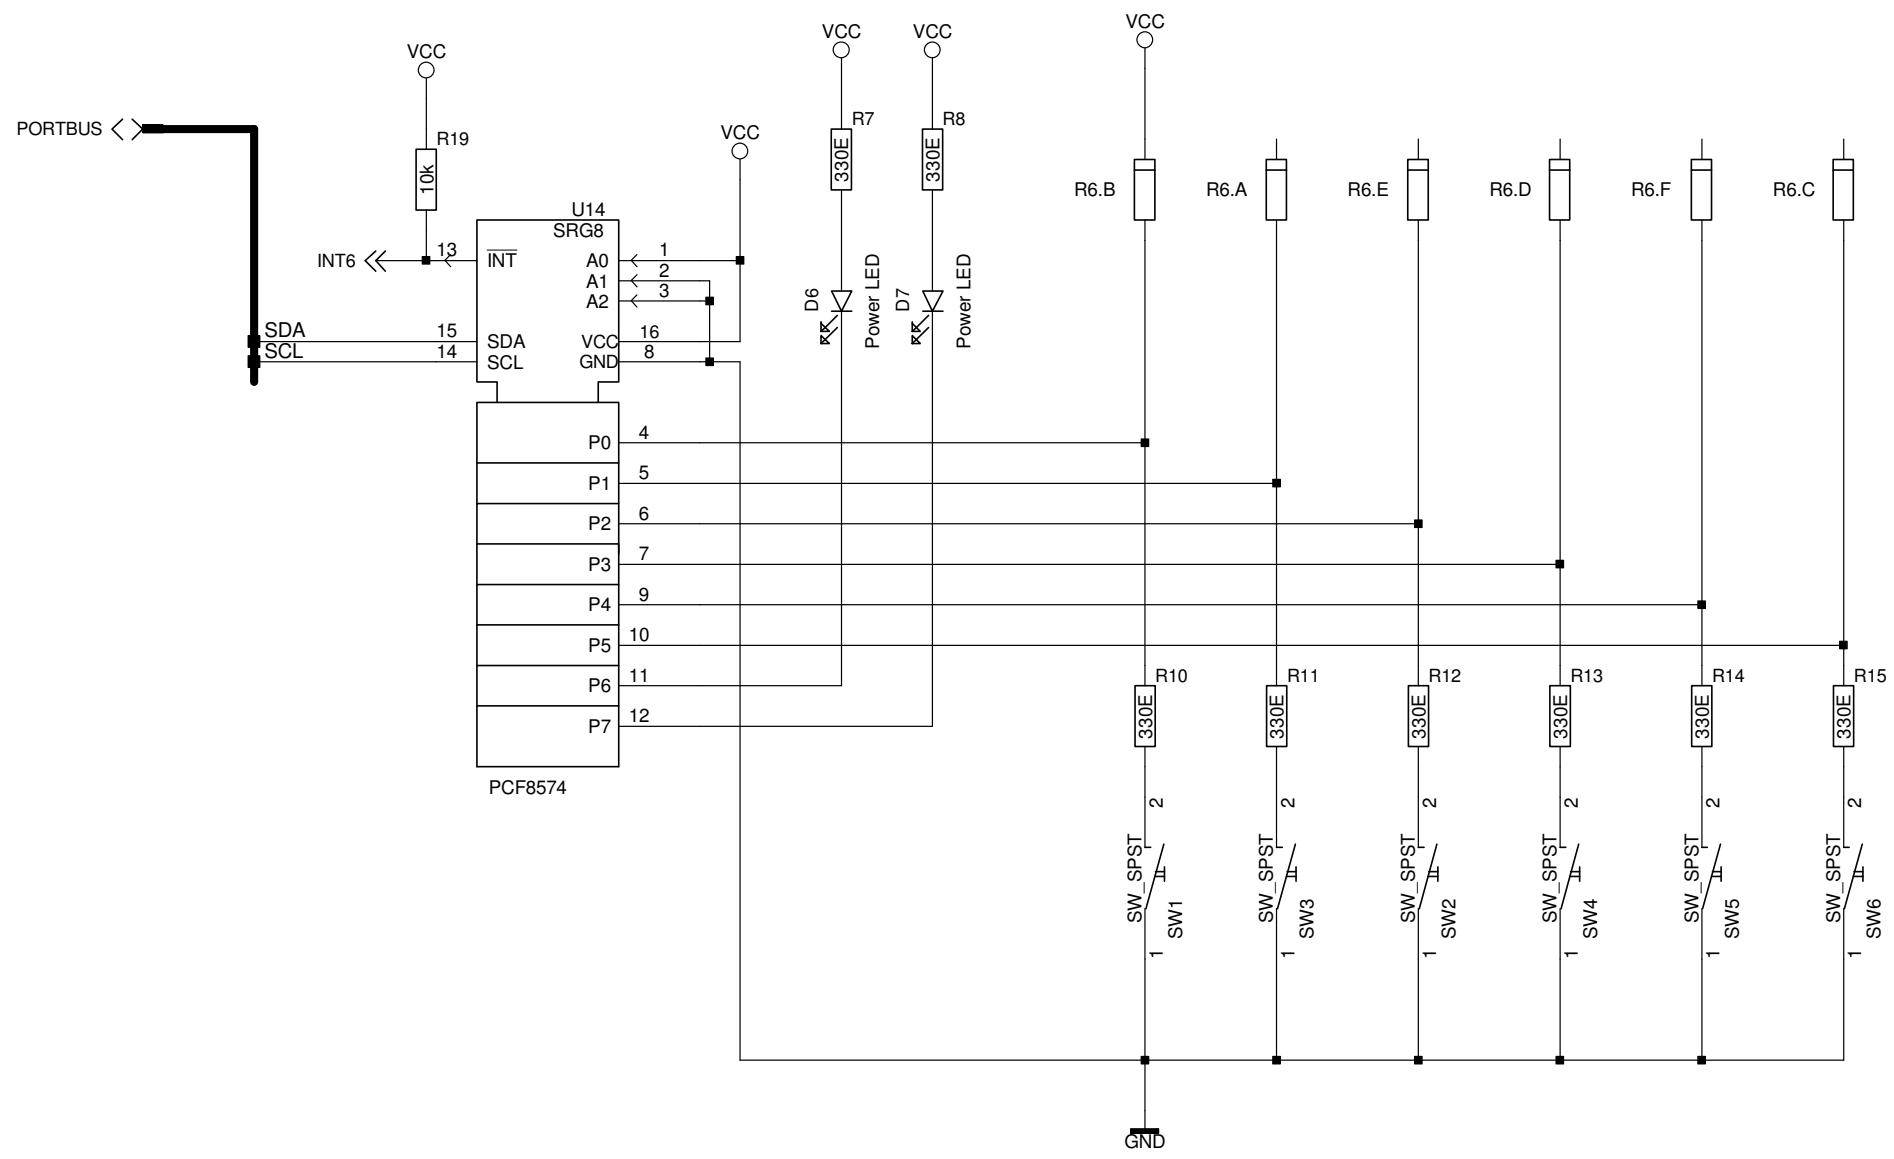 VCC
VCC
VCC
VCC
PORTBUS
R19
10k
VCC
R7
330E
R8
330E
R6.B
R6.A
R6.E
R6.D
R6.F
R6.C
U14
SRG8
INT6
13
INT
A0
1
A1
2
A2
3
D6
Power LED
D7
Power LED
SDA
15
SDA
VCC
16
SCL
14
SCL
GND
8
P0
4
P1
5
P2
6
P3
7
P4
9
P5
10
P6
11
P7
12
PCF8574
R10
330E
R11
330E
R12
330E
R13
330E
R14
330E
R15
330E
2
2
2
2
2
2
SW_SPST
SW1
SW_SPST
SW3
SW_SPST
SW2
SW_SPST
SW4
SW_SPST
SW5
SW_SPST
SW6
1
1
1
1
1
1
GND